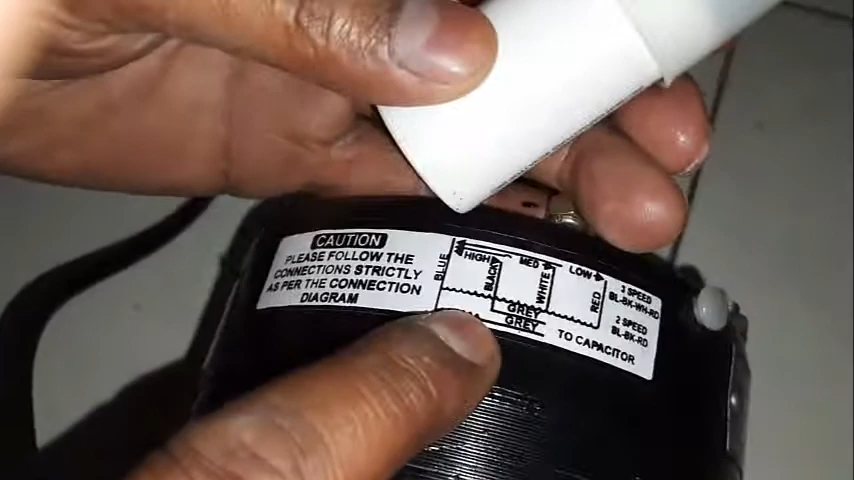 CAUTION
PLEASE FOLLOW THE
CONNECTIONS STRICTLY
AS PER THE CONNECTION
DIAGRAM
BLUE
HIGH
BLACK
MED
WHITE
LOW
RED
GREY
GREY
TO CAPACITOR
3 SPEED
BL-BK-WH-RD
2 SPEED
BL-BK-RD